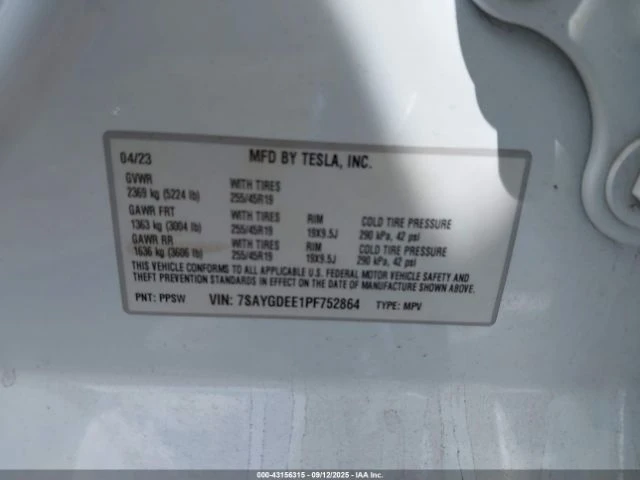 04/23 MFD BY TESLA, INC.
GVWR WITH TIRES
2369 kg (5224 lb) 255/45R19
GAWR FRT WITH TIRES RIM COLD TIRE PRESSURE
1363 kg (3004 lb) 255/45R19 19X9.5J 290 kPa, 42 psi
GAWR RR WITH TIRES RIM COLD TIRE PRESSURE
1636 kg (3606 lb) 255/45R19 19X9.5J 290 kPa, 42 psi
THIS VEHICLE CONFORMS TO ALL APPLICABLE U.S. FEDERAL MOTOR VEHICLE SAFETY AND
THEFT PREVENTION STANDARDS IN EFFECT ON THE DATE OF MANUFACTURE SHOWN ABOVE.
PNT: PPSW VIN: 7SAYGDEE1PF752864 TYPE: MPV
000-43156315 - 09/12/2025 - IAA Inc.